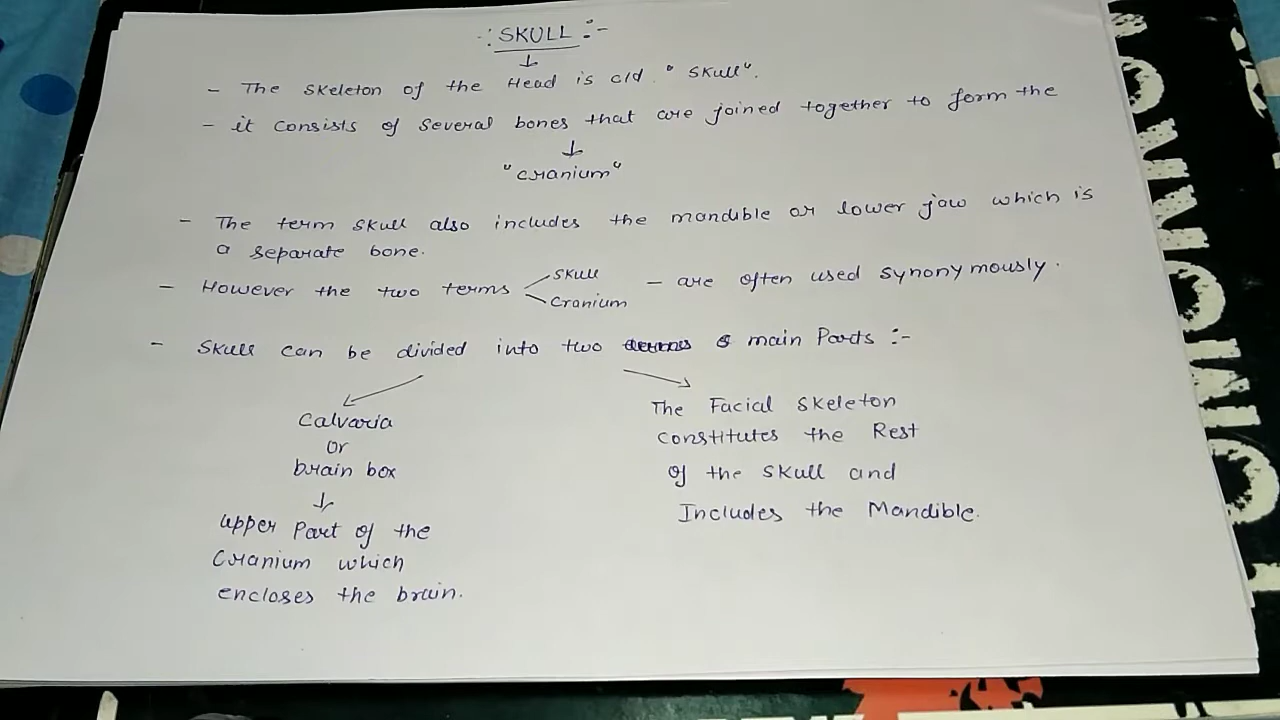 -: SKULL :-
↓
- The Skeleton of the Head is c/d "Skull".
- it consists of several bones that are joined together to form the
↓
"cranium"
- The term skull also includes the mandible or lower jaw which is
a separate bone.
- However the two terms Skull - are often used synonymously.
Cranium
- Skull can be divided into two main Parts :-
Calvaria
or
brain box
↓
upper Part of the
Cranium which
encloses the brain.
The Facial Skeleton
constitutes the Rest
of the skull and
Includes the Mandible.